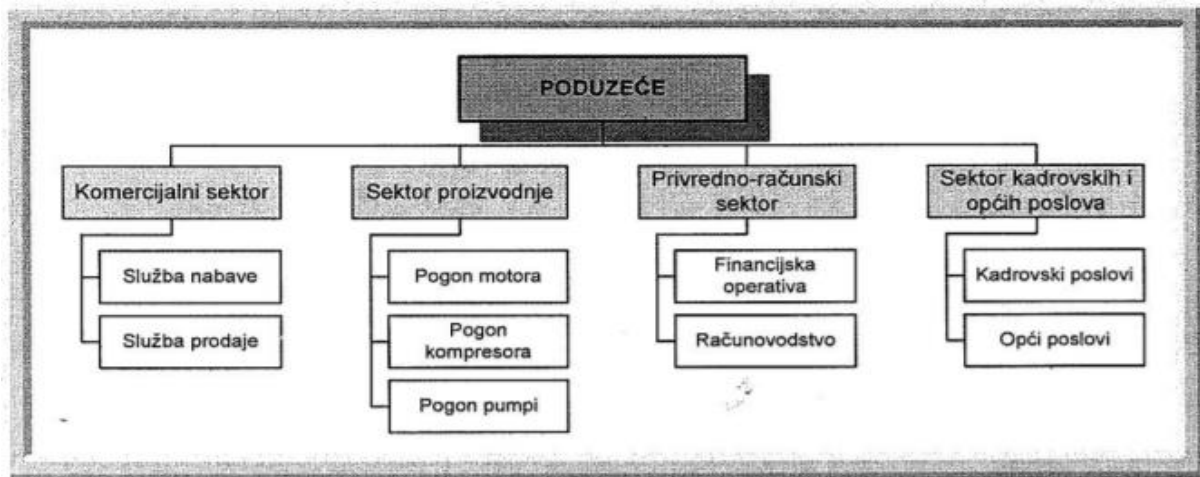 PODUZEĆE
Komercijalni sektor
Služba nabave
Služba prodaje
Sektor proizvodnje
Pogon motora
Pogon
kompresora
Pogon pumpi
Privredno-računski
sektor
Financijska
operativa
Računovodstvo
Sektor kadrovskih i
općih poslova
Kadrovski poslovi
Opći poslovi